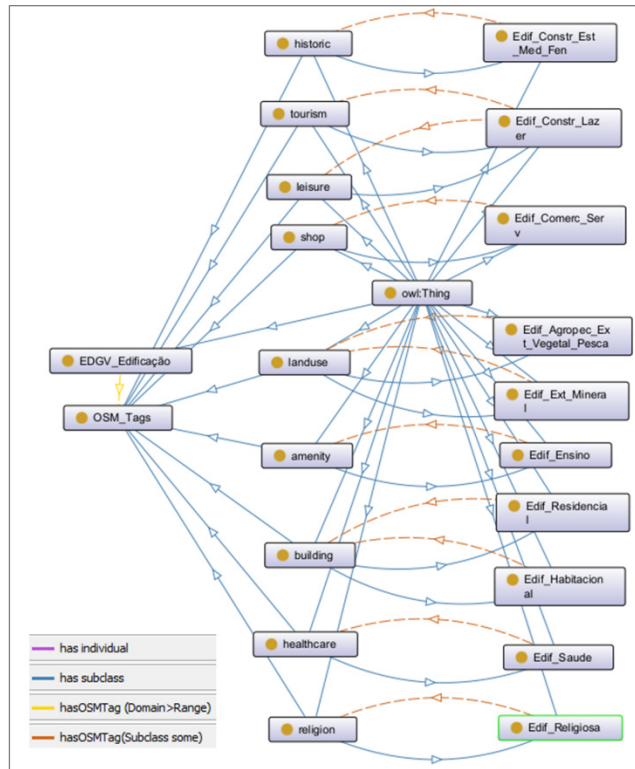 historic
Edif_Constr_Est
_Med_Fen
tourism
Edif_Constr_Laz
er
leisure
shop
Edif_Comerc_Ser
v
owl:Thing
Edif_Agropec_Ex
t_Vegetal_Pesca
EDGV_Edificação
landuse
Edif_Ext_Minera
l
OSM_Tags
amenity
Edif_Ensino
Edif_Residencia
l
building
Edif_Habitacion
al
has individual
has subclass
healthcare
Edif_Saude
hasOSMTag (Domain>Range)
hasOSMTag(Subclass some)
religion
Edif_Religiosa